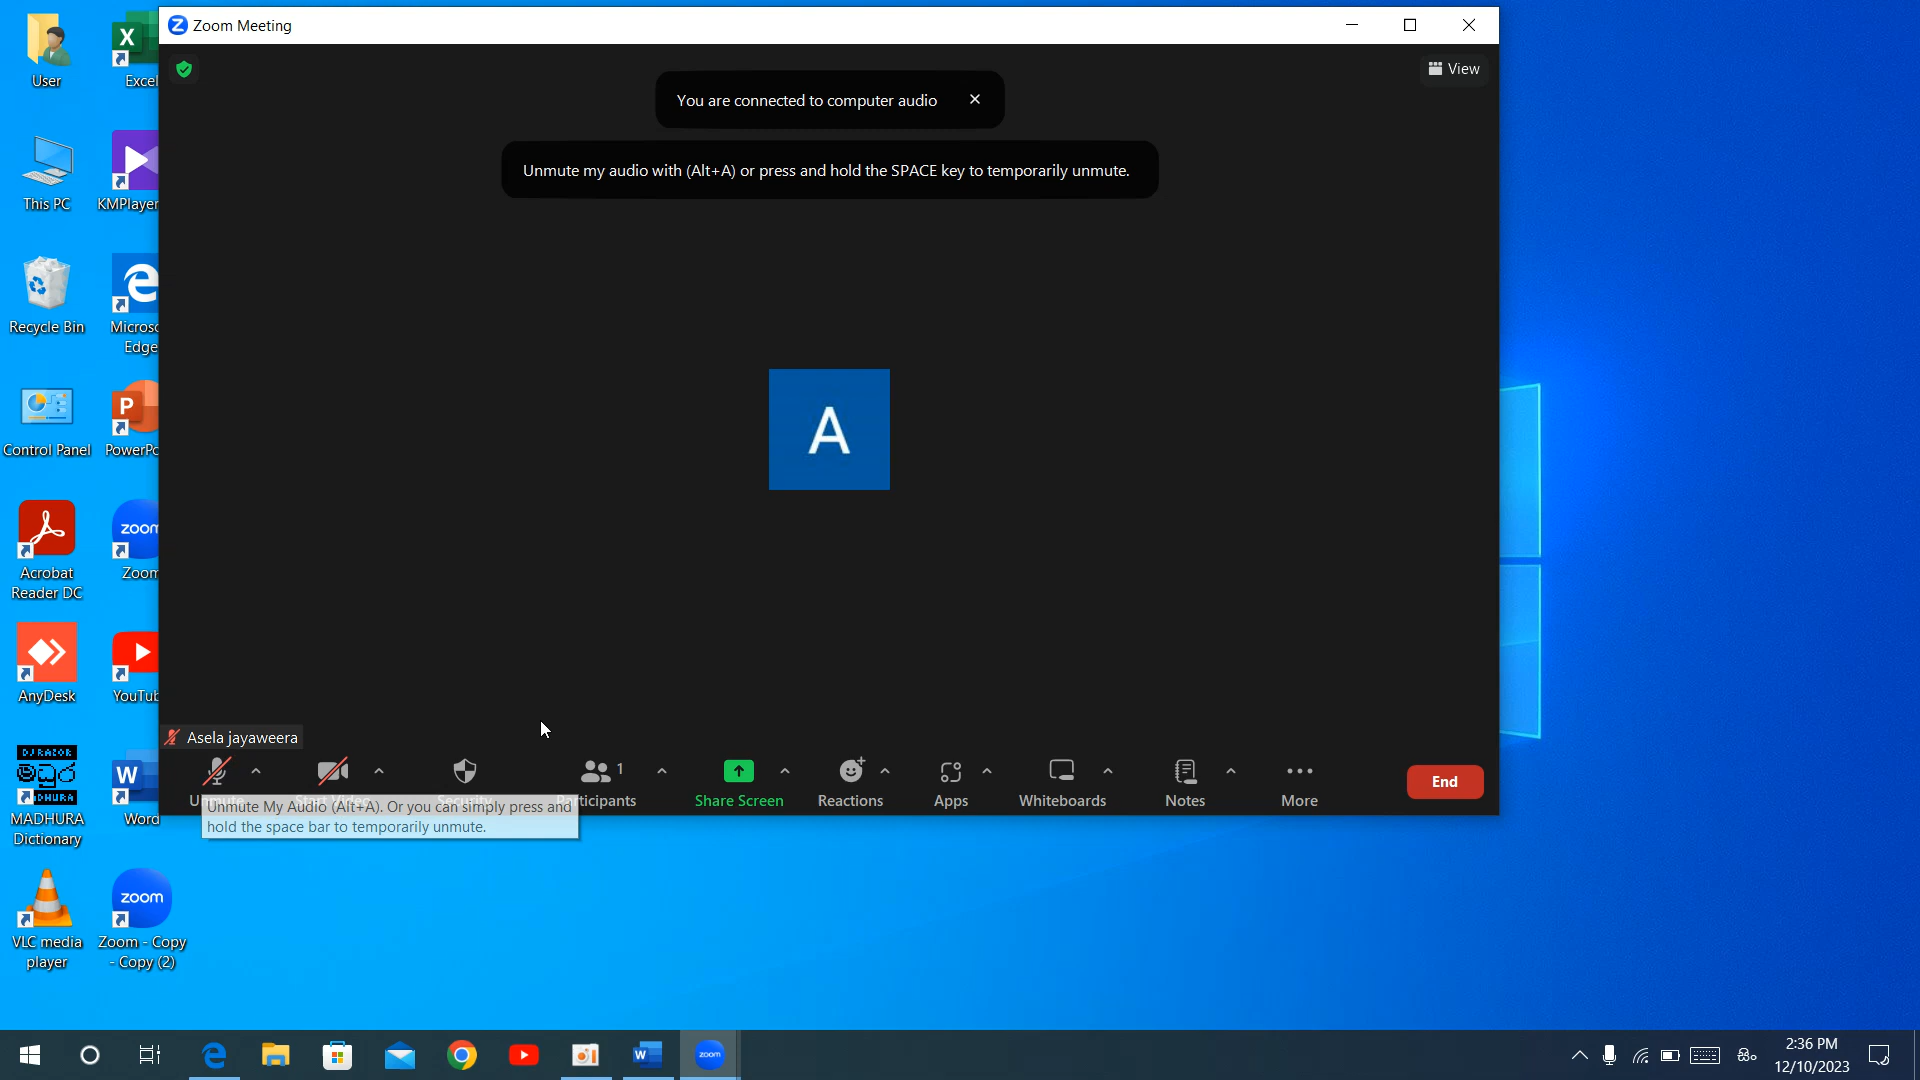 Zoom Meeting
View
You are connected to computer audio
Unmute my audio with (Alt+A) or press and hold the SPACE key to temporarily unmute.
A
Asela jayaweera
1
Participants
Share Screen
Reactions
Apps
Whiteboards
Notes
More
End
Unmute My Audio (Alt+A). Or you can simply press and
hold the space bar to temporarily unmute.
User
Excel
This PC
KMPlayer
Recycle Bin
Edge
Control Panel
Acrobat
Reader DC
Zoom
AnyDesk
DJ RAZOR
මධුර
MADHURA
Dictionary
W
Word
VLC media
player
zoom
Zoom - Copy
- Copy (2)
zoom
2:36 PM
12/10/2023